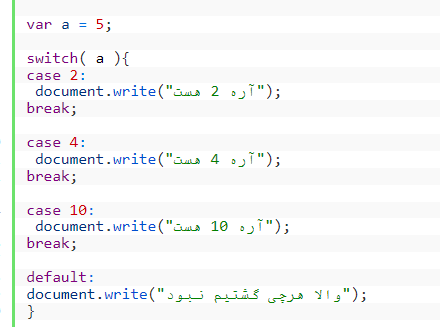 var a = 5;
switch( a ){
case 2:
document.write("آره 2 هست");
break;
case 4:
document.write("آره 4 هست");
break;
case 10:
document.write("آره 10 هست");
break;
default:
document.write("والا هرچی گشتیم نبود");
}